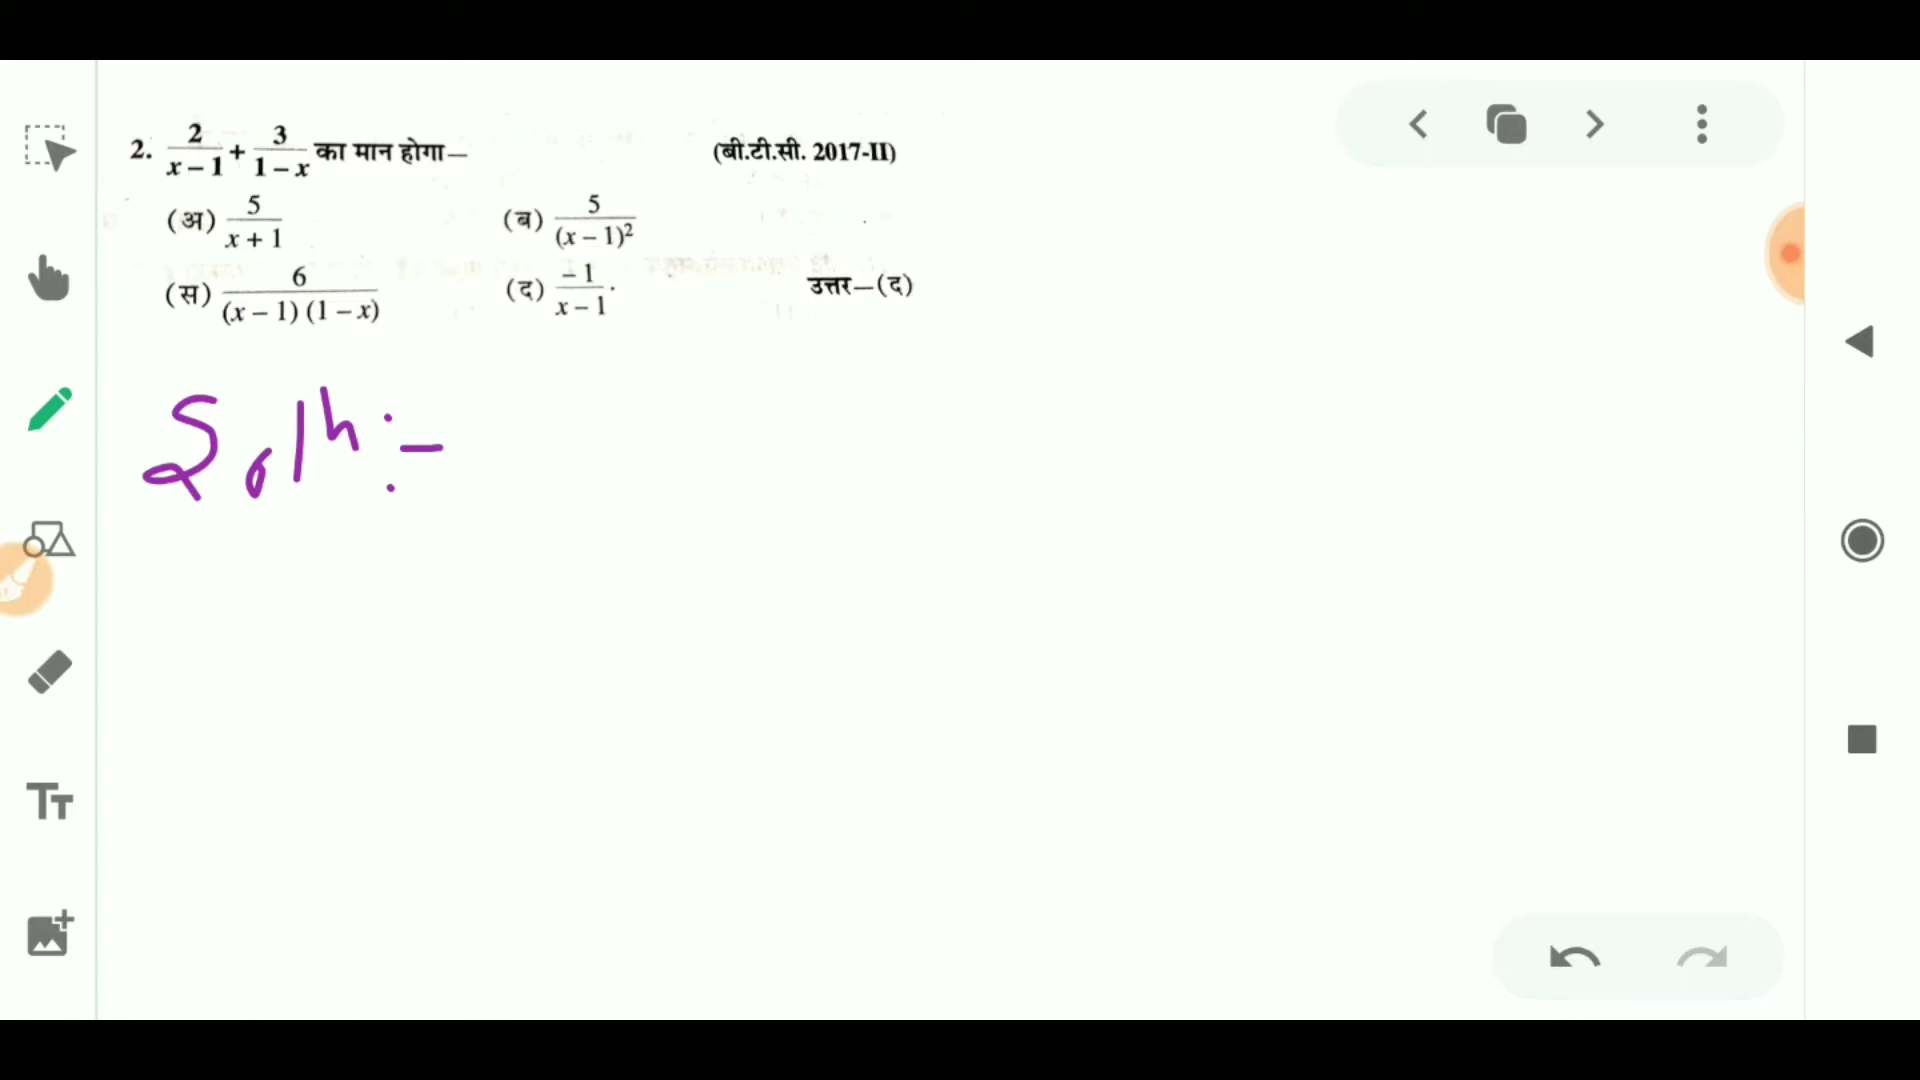 2. 2/(x – 1) + 3/(1 – x) का मान होगा— (बी.टी.सी. 2017-II)
(अ) 5/(x + 1) (ब) 5/(x – 1)²
(स) 6/((x – 1) (1 – x)) (द) –1/(x – 1). उत्तर—(द)
Solⁿ :–